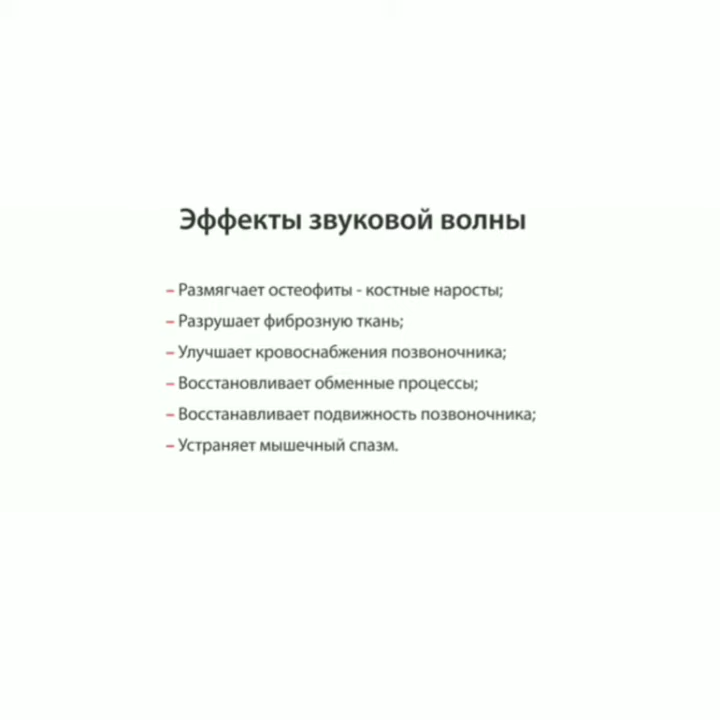 Эффекты звуковой волны
– Размягчает остеофиты - костные наросты;
– Разрушает фиброзную ткань;
– Улучшает кровоснабжения позвоночника;
– Восстановливает обменные процессы;
– Восстанавливает подвижность позвоночника;
– Устраняет мышечный спазм.